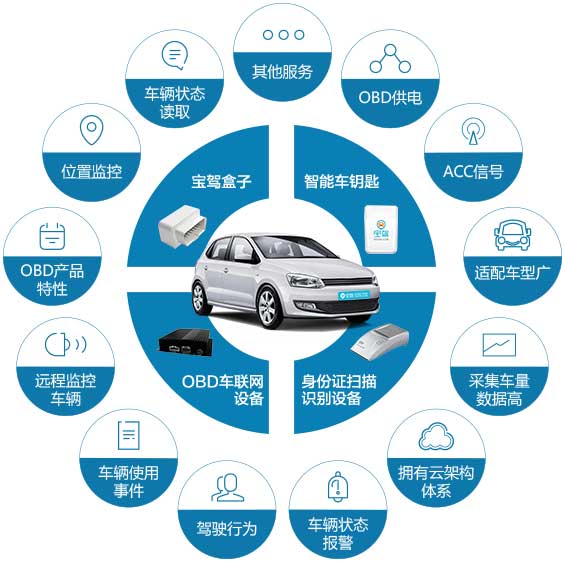 其他服务
OBD供电
ACC信号
适配车型广
采集车量
数据高
拥有云架构
体系
车辆状态
报警
驾驶行为
车辆使用
事件
远程监控
车辆
OBD产品
特性
位置监控
车辆状态
读取
宝驾盒子
智能车钥匙
OBD车联网
设备
身份证扫描
识别设备